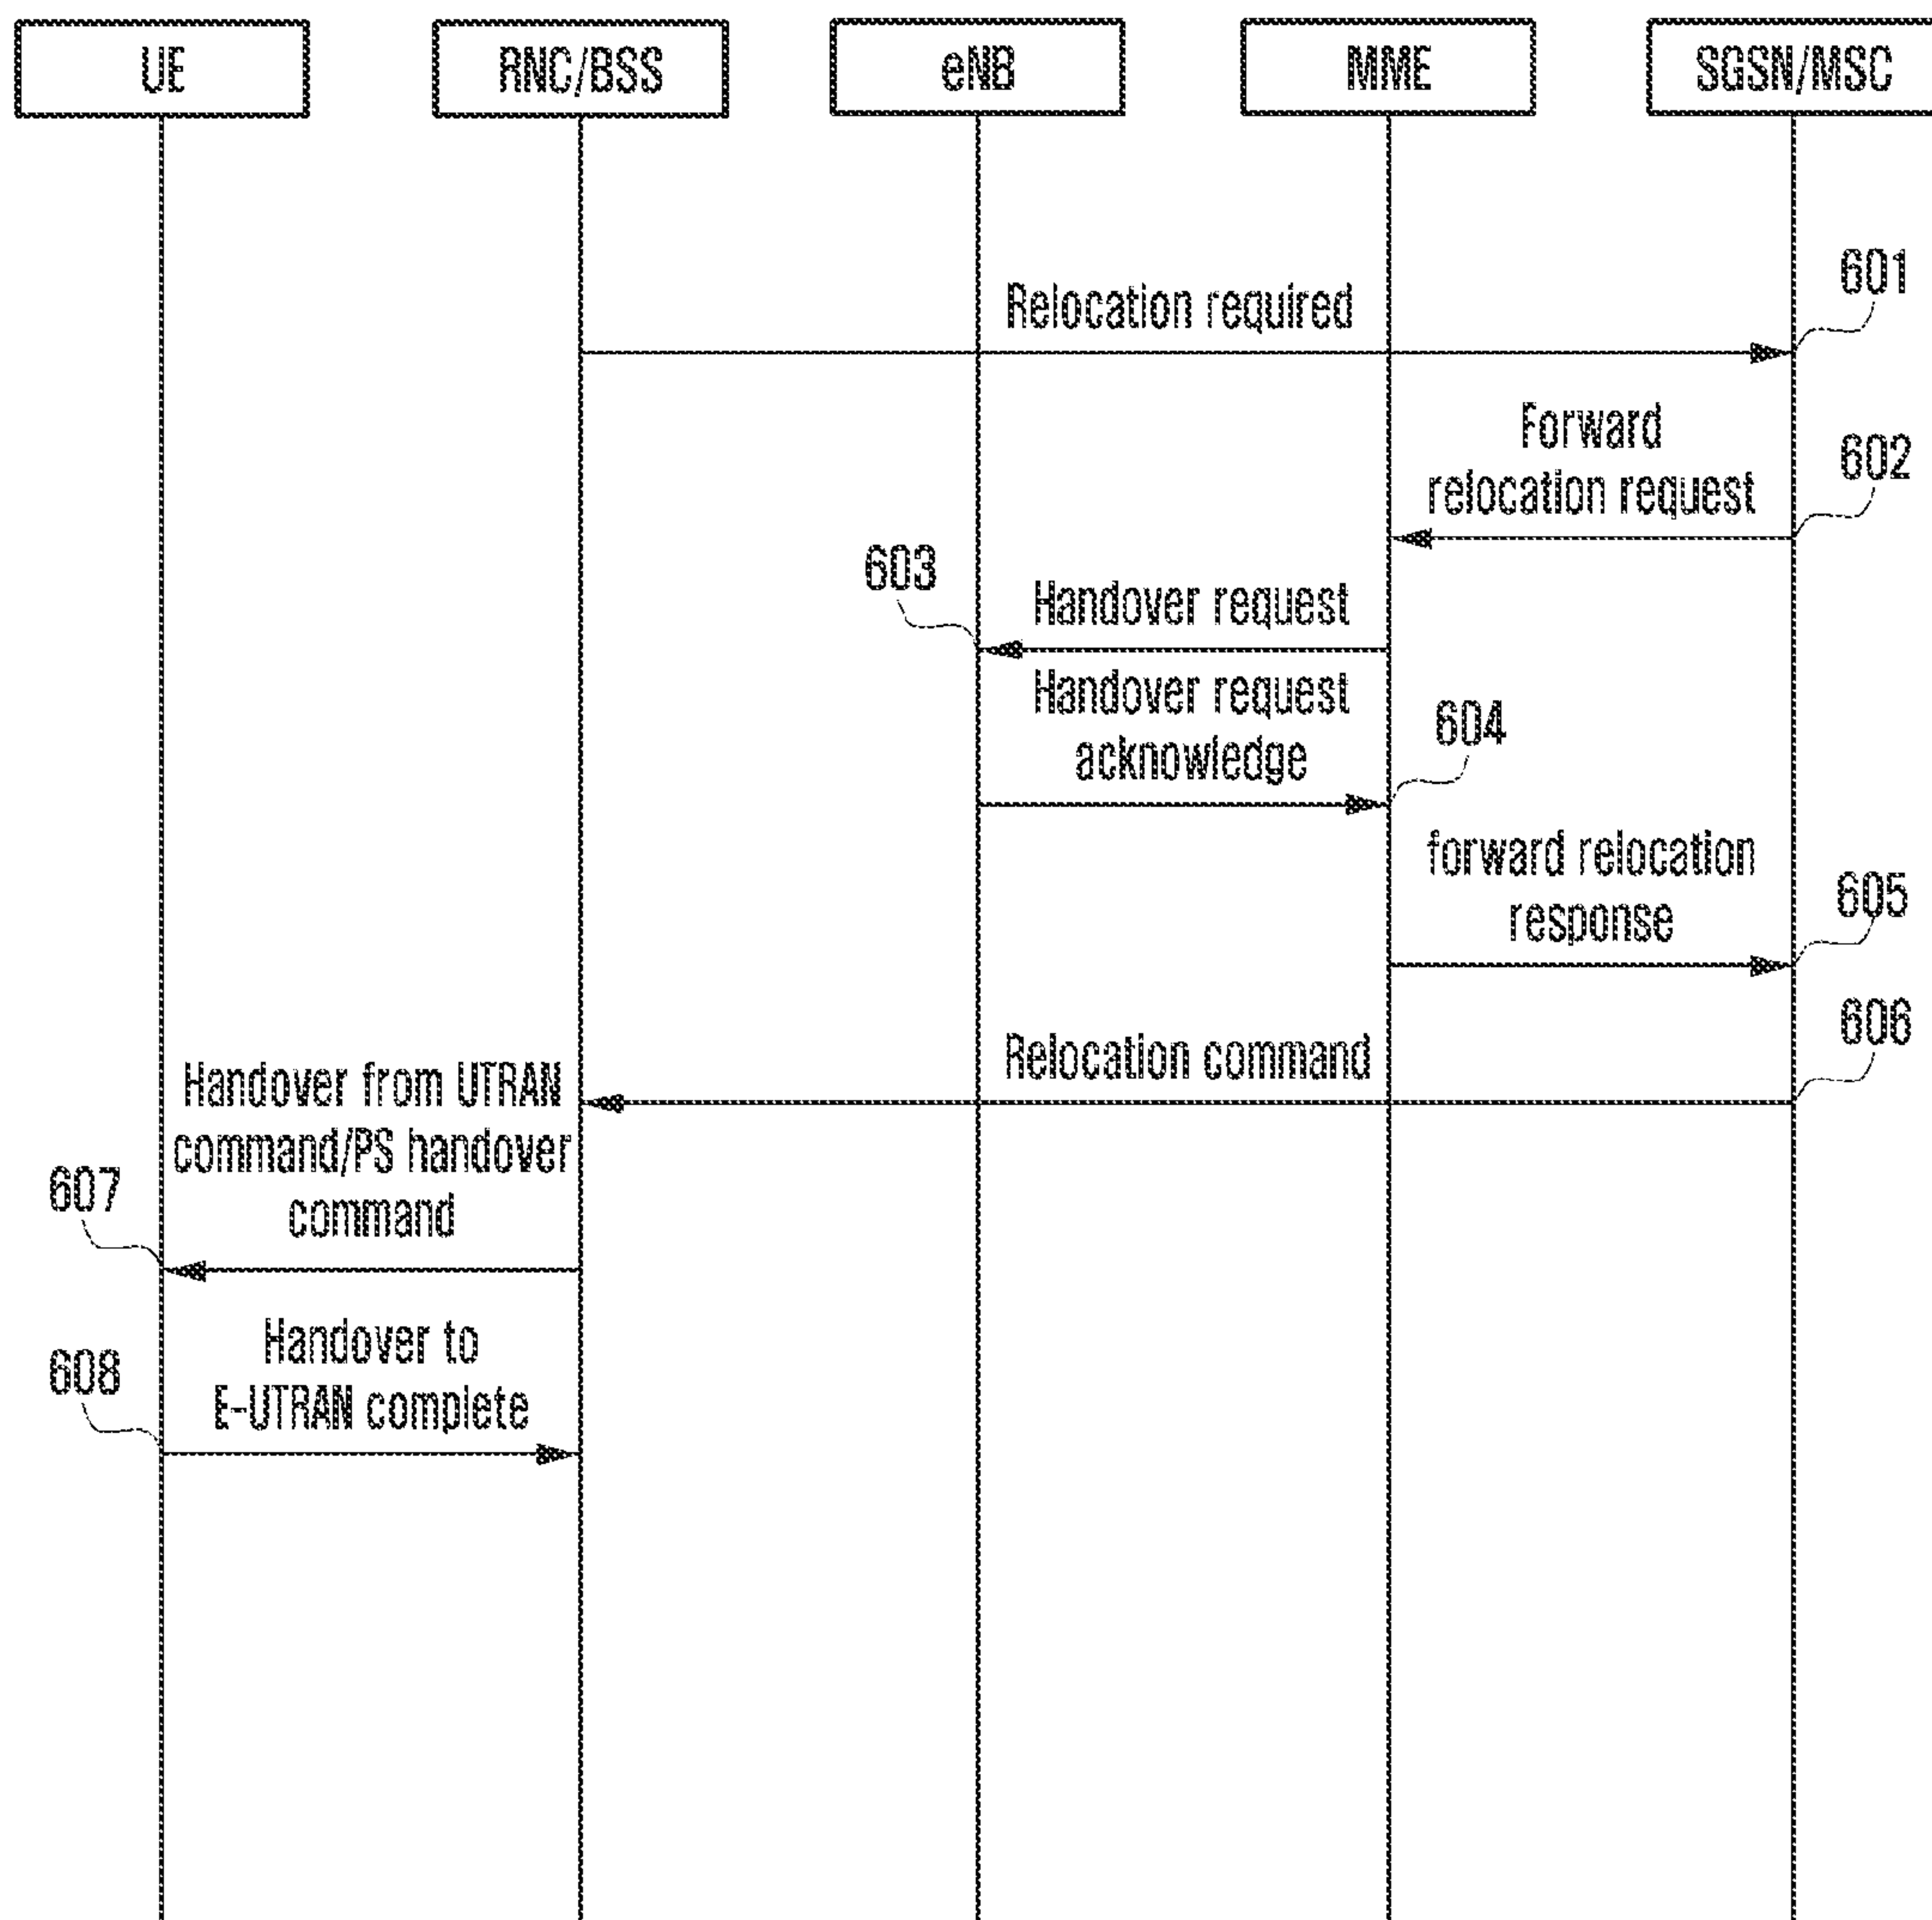 UE
RNC/BSS
eNB
MME
SGSN/MSC
601
Relocation required
Forward
relocation request
602
603
Handover request
Handover request
acknowledge
604
forward relocation
response
605
606
Relocation command
Handover from UTRAN
command/PS handover
command
607
Handover to
E-UTRAN complete
608